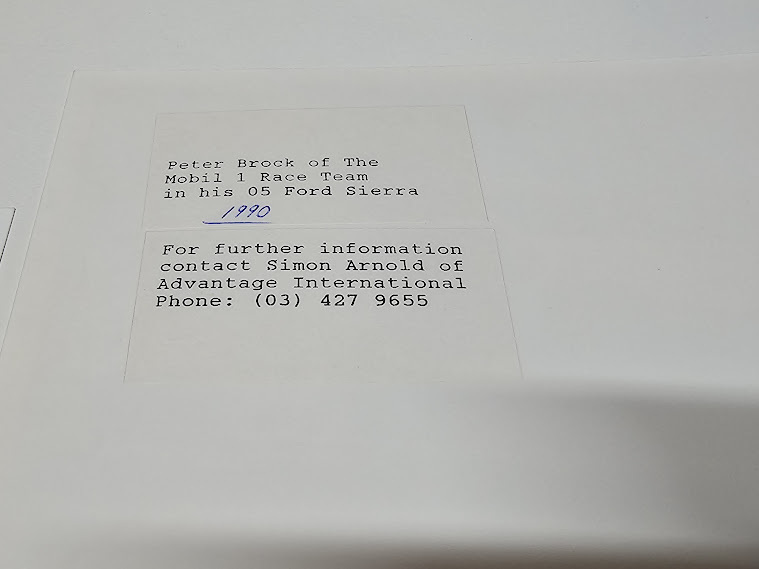 Peter Brock of The
Mobil 1 Race Team
in his 05 Ford Sierra
1990
For further information
contact Simon Arnold of
Advantage International
Phone: (03) 427 9655